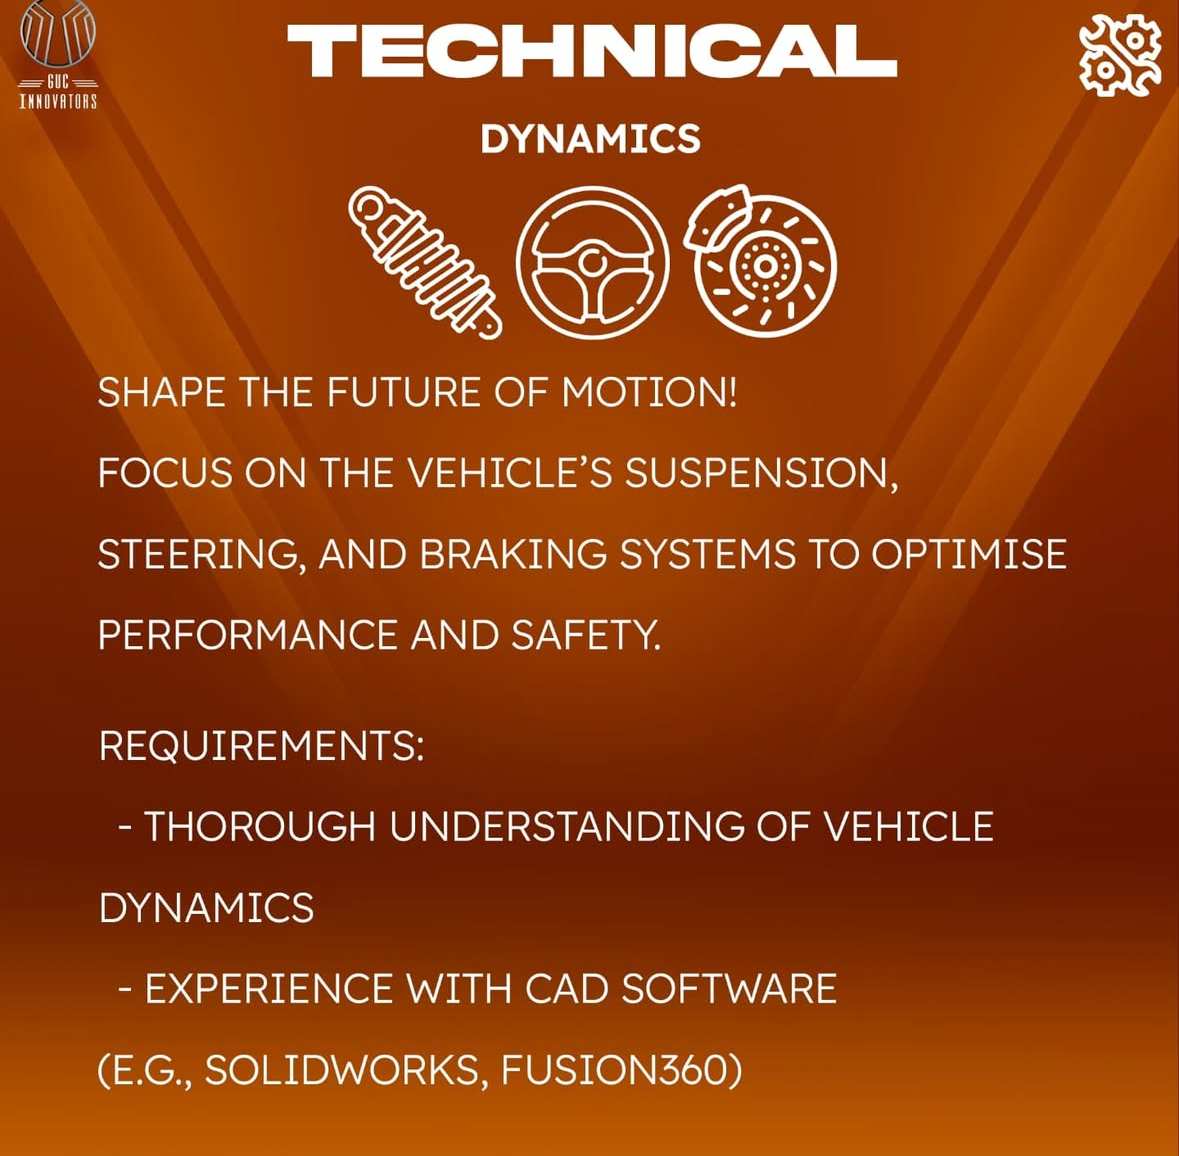 GUC
INNOVATORS
TECHNICAL
DYNAMICS
SHAPE THE FUTURE OF MOTION!
FOCUS ON THE VEHICLE’S SUSPENSION,
STEERING, AND BRAKING SYSTEMS TO OPTIMISE
PERFORMANCE AND SAFETY.
REQUIREMENTS:
- THOROUGH UNDERSTANDING OF VEHICLE
DYNAMICS
- EXPERIENCE WITH CAD SOFTWARE
(E.G., SOLIDWORKS, FUSION360)